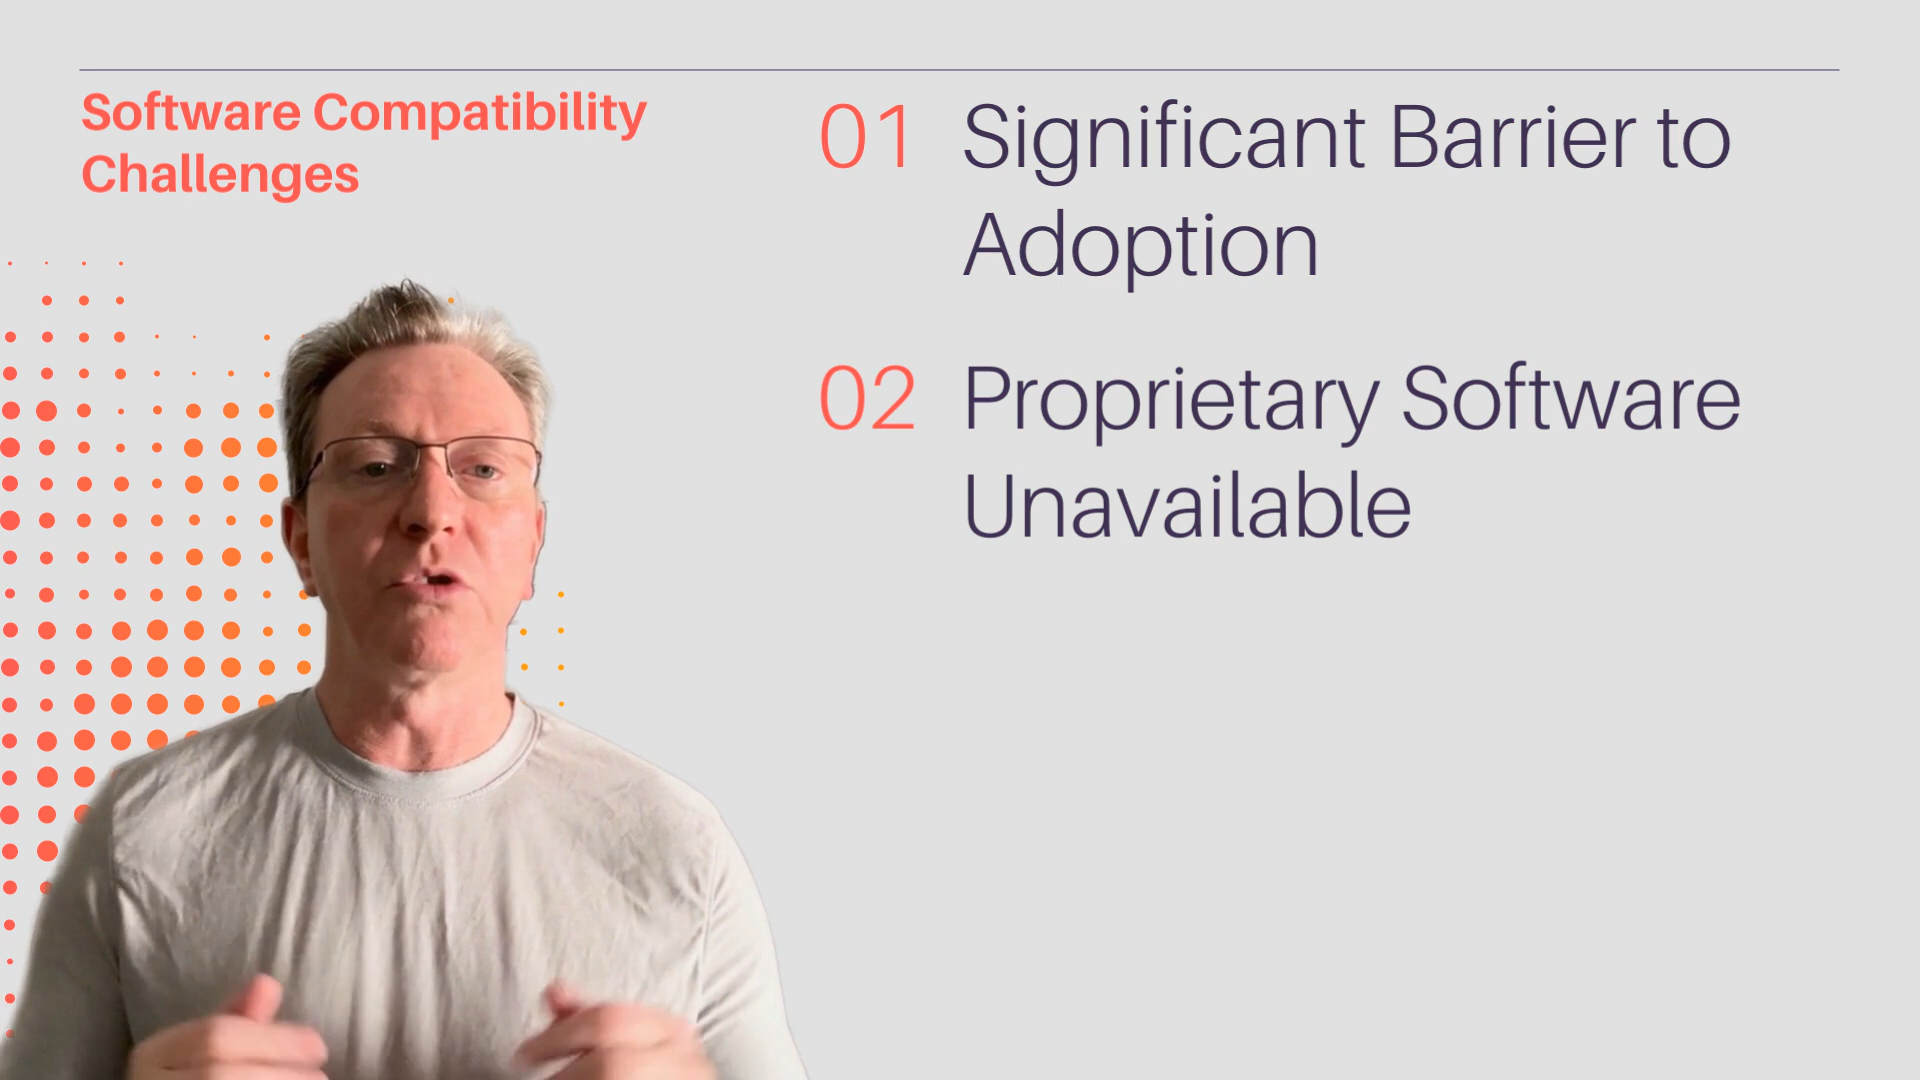 Software Compatibility
Challenges
01 Significant Barrier to
Adoption
02 Proprietary Software
Unavailable